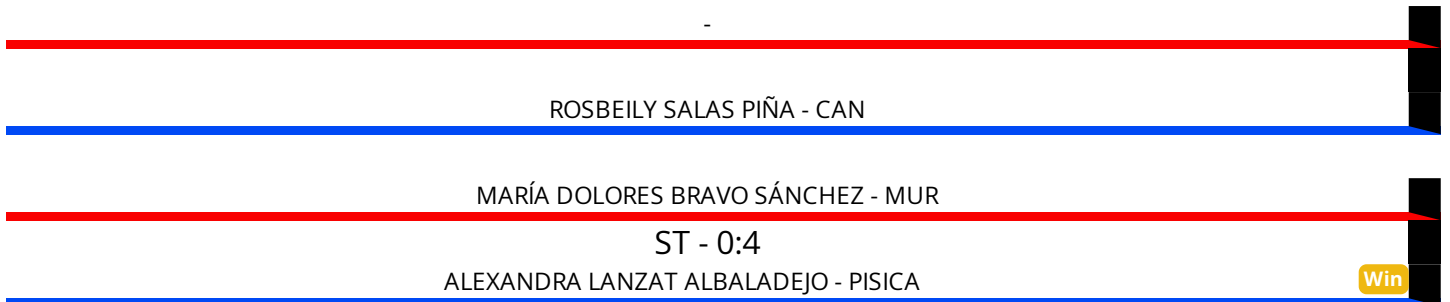 -
ROSBEILY SALAS PIÑA - CAN
MARÍA DOLORES BRAVO SÁNCHEZ - MUR
ST - 0:4
ALEXANDRA LANZAT ALBALADEJO - PISICA
Win